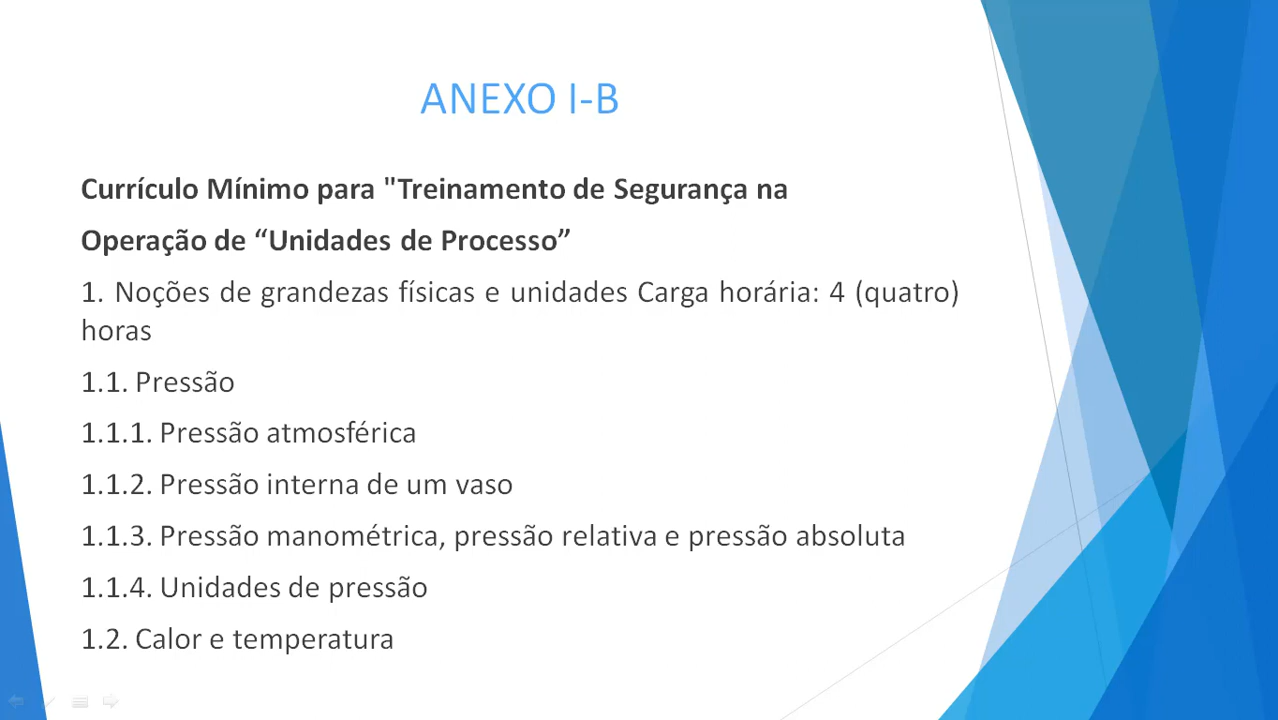 ANEXO I-B
Currículo Mínimo para "Treinamento de Segurança na
Operação de “Unidades de Processo”
1. Noções de grandezas físicas e unidades Carga horária: 4 (quatro)
horas
1.1. Pressão
1.1.1. Pressão atmosférica
1.1.2. Pressão interna de um vaso
1.1.3. Pressão manométrica, pressão relativa e pressão absoluta
1.1.4. Unidades de pressão
1.2. Calor e temperatura